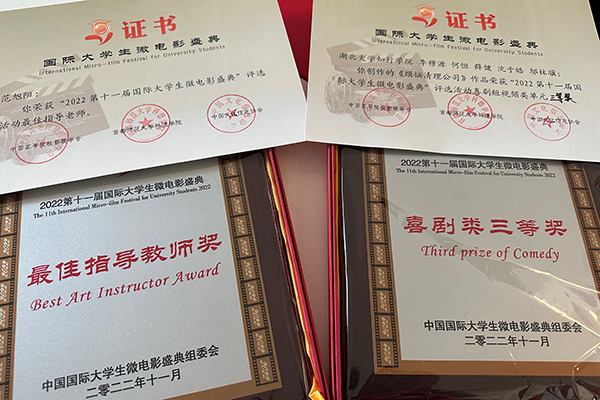 证书
国际大学生微电影盛典
International Micro-film Festival for University Students
范旭阳:
你荣获"2022第十一届国际大学生微电影盛典"评选
活动最佳指导老师。
证书
国际大学生微电影盛典
International Micro-film Festival for University Students
湖北大学知行学院 李 源 何恒 薛健 沈子皓 邬林瑱:
你创作的《烦恼清理公司》作品荣获"2022第十一届国
际大学生微电影盛典"评选活动喜剧短视频类单元三等奖
2022第十一届国际大学生微电影盛典
The 11th International Micro-film Festival for University Students 2022
最佳指导教师奖
Best Art Instructor Award
中国国际大学生微电影盛典组委会
二〇二二年十一月
2022第十一届国际大学生微电影盛典
The 11th International Micro-film Festival for University Students 2022
喜剧类三等奖
Third prize of Comedy
中国国际大学生微电影盛典组委会
二〇二二年十一月